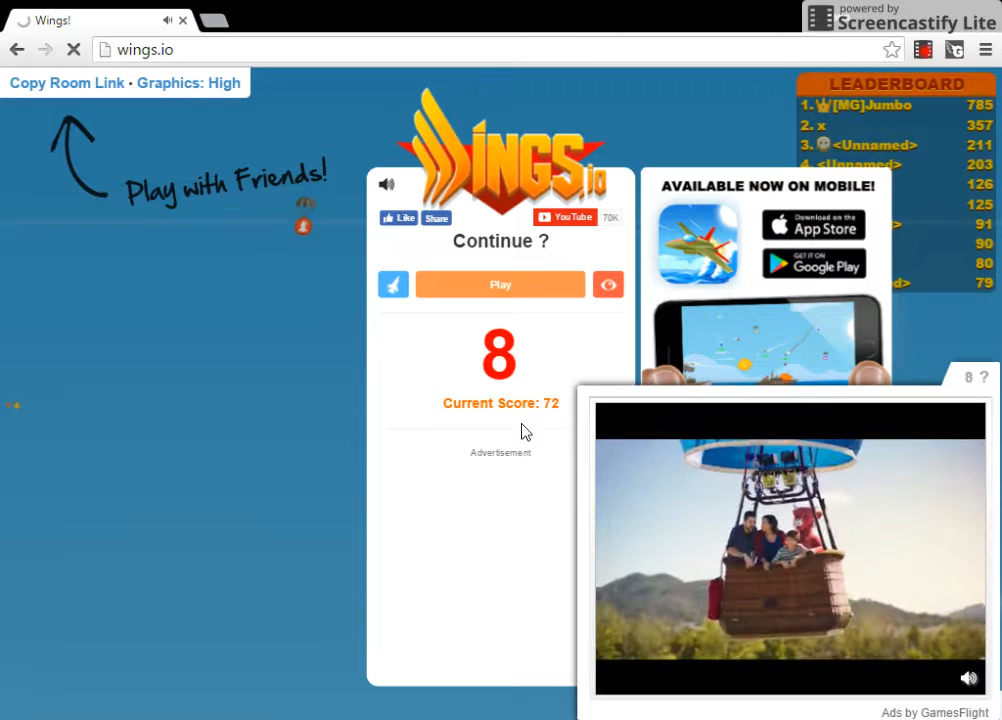 powered by
Screencastify Lite
Wings!
wings.io
Copy Room Link • Graphics: High
Play with Friends!
WINGS.io
Like
Share
YouTube
70K
Continue ?
Play
8
Current Score: 72
Advertisement
AVAILABLE NOW ON MOBILE!
Download on the
App Store
GET IT ON
Google Play
LEADERBOARD
1. [MG]Jumbo 785
2. x 357
3. <Unnamed> 211
4. <Unnamed> 203
126
125
> 91
90
80
d> 79
8 ?
Ads by GamesFlight